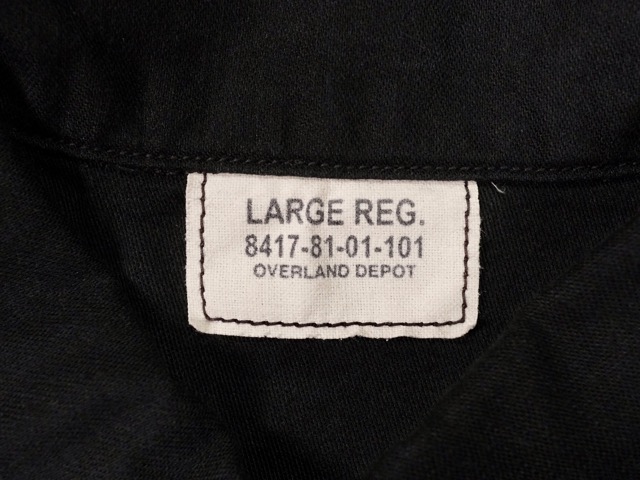 LARGE REG.
8417-81-01-101
OVERLAND DEPOT